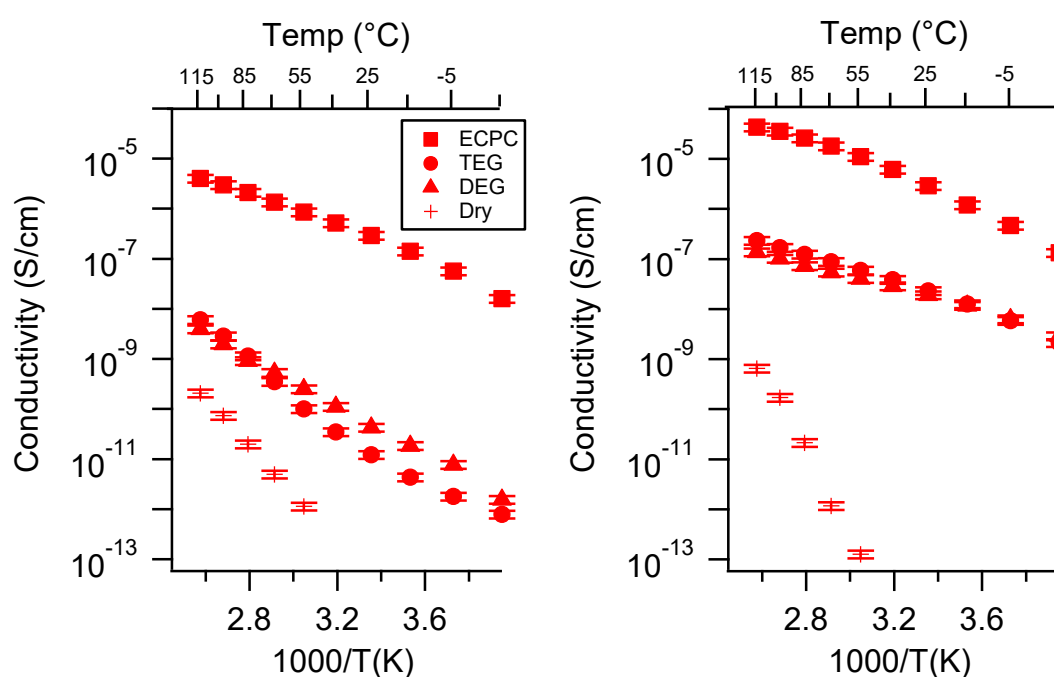 Temp (°C)
115 85 55 25 -5
ECPC
TEG
DEG
Dry
Conductivity (S/cm)
10⁻⁵
10⁻⁷
10⁻⁹
10⁻¹¹
10⁻¹³
2.8 3.2 3.6
1000/T(K)
Temp (°C)
115 85 55 25 -5
Conductivity (S/cm)
10⁻⁵
10⁻⁷
10⁻⁹
10⁻¹¹
10⁻¹³
2.8 3.2 3.6
1000/T(K)